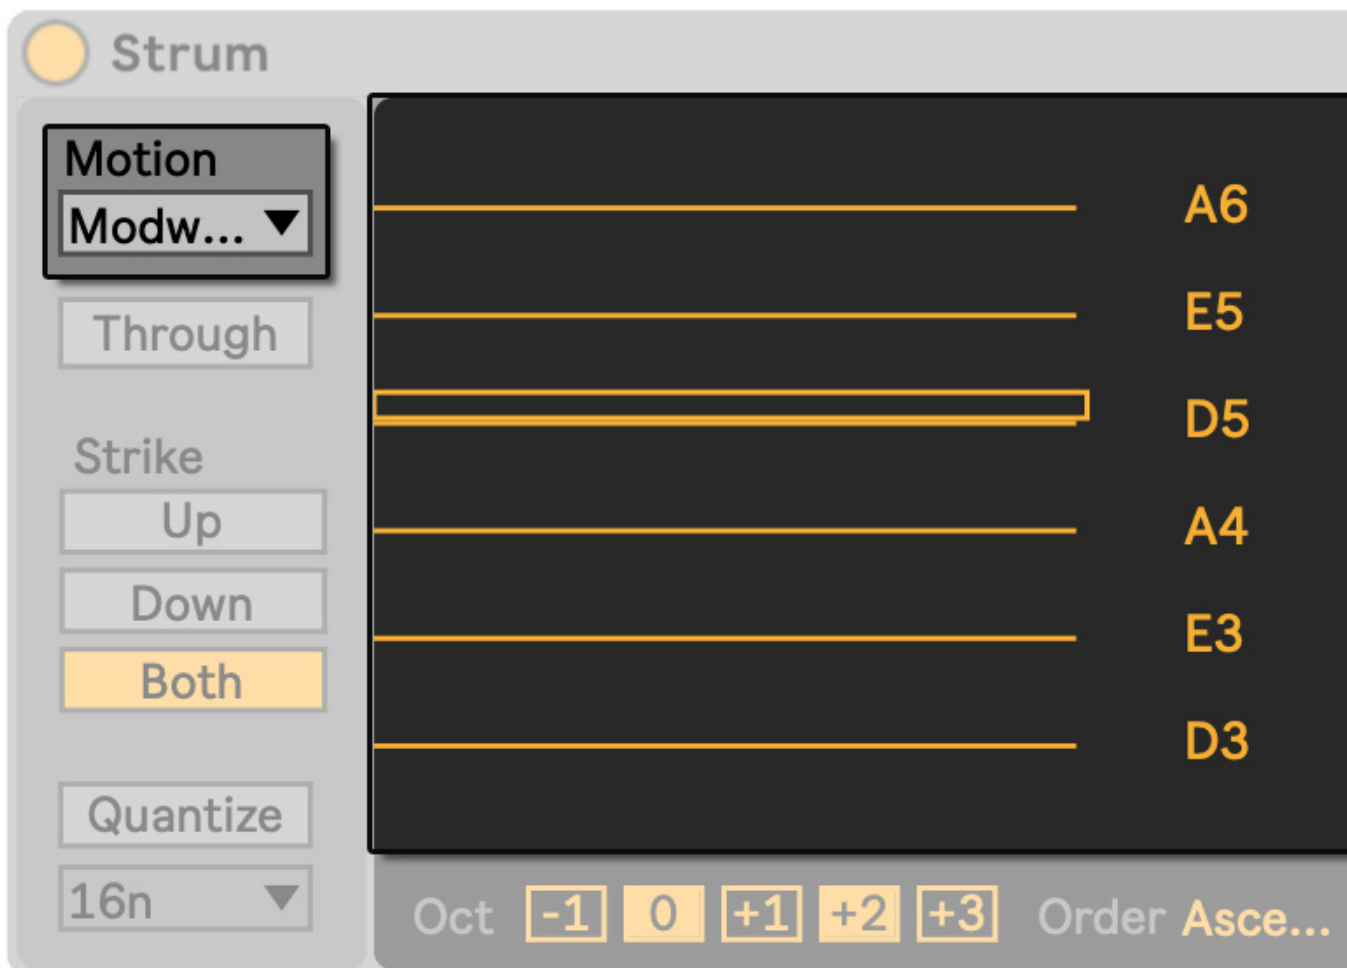 Strum
Motion
Modw...
Through
Strike
Up
Down
Both
Quantize
16n
A6
E5
D5
A4
E3
D3
Oct -1 0 +1 +2 +3 Order Asce...